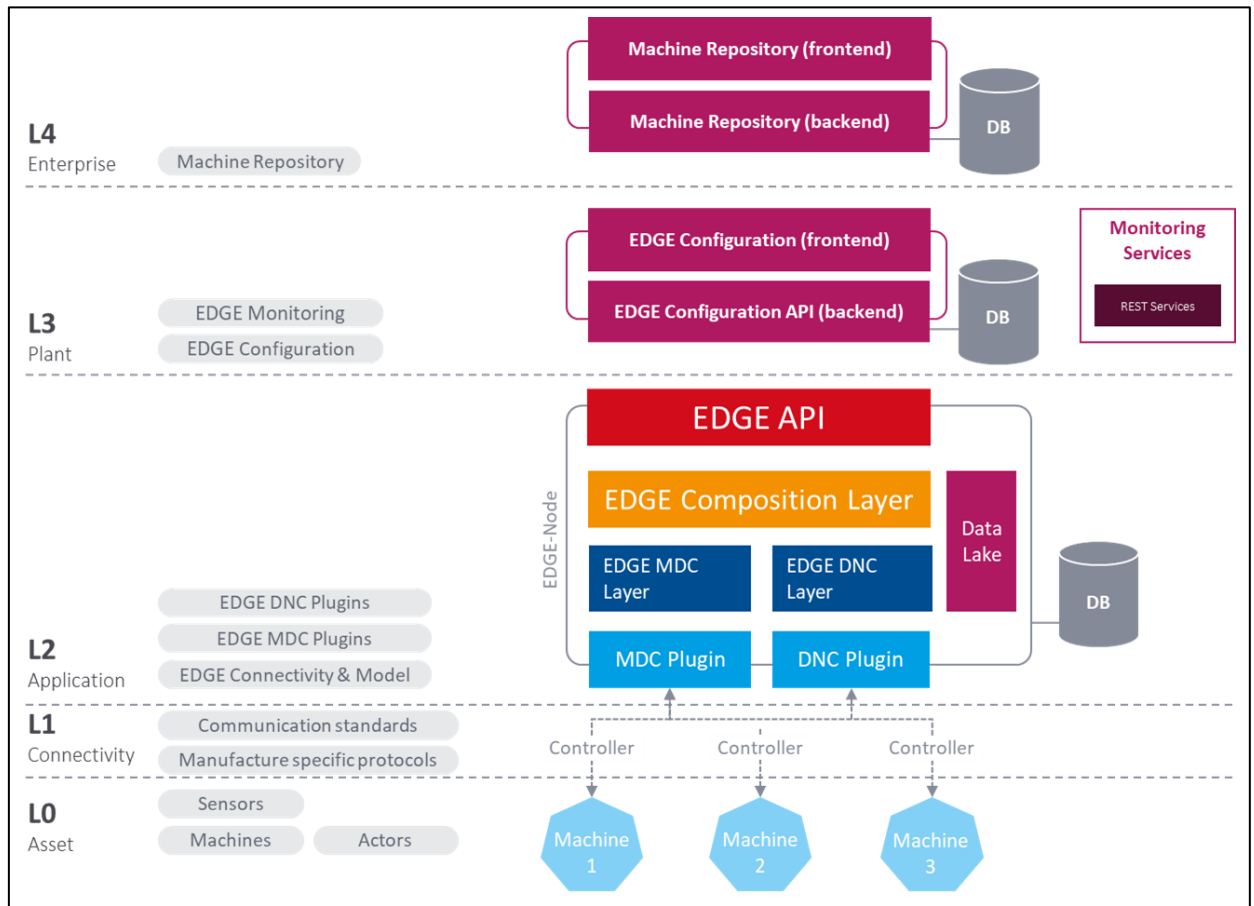 Machine Repository (frontend)
Machine Repository (backend)
DB
L4
Enterprise
Machine Repository
EDGE Configuration (frontend)
EDGE Configuration API (backend)
DB
Monitoring
Services
REST Services
L3
Plant
EDGE Monitoring
EDGE Configuration
EDGE API
EDGE Composition Layer
EDGE-Node
EDGE MDC
Layer
EDGE DNC
Layer
Data
Lake
DB
MDC Plugin
DNC Plugin
L2
Application
EDGE DNC Plugins
EDGE MDC Plugins
EDGE Connectivity & Model
L1
Connectivity
Communication standards
Manufacture specific protocols
Controller
Controller
Controller
L0
Asset
Sensors
Machines
Actors
Machine
1
Machine
2
Machine
3